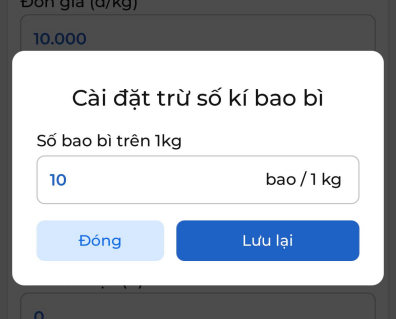 Đơn giá (đ/kg)
10.000
Cài đặt trừ số kí bao bì
Số bao bì trên 1kg
10 bao / 1 kg
Đóng Lưu lại
0